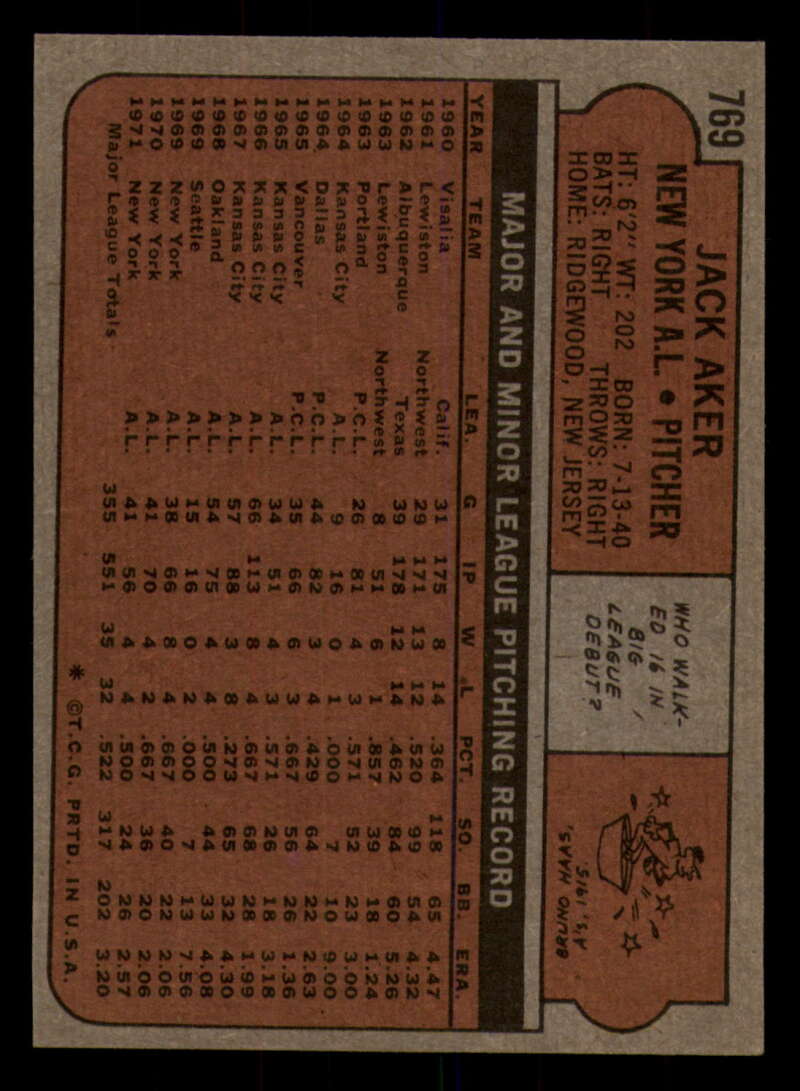 769
JACK AKER
NEW YORK A.L. • PITCHER
HT: 6'2" WT: 202 BORN: 7-13-40
BATS: RIGHT THROWS: RIGHT
HOME: RIDGEWOOD, NEW JERSEY
WHO WALK-
ED 16 IN
BIG
LEAGUE
DEBUT?
BRUNO HAAS,
A'S, 1915.
MAJOR AND MINOR LEAGUE PITCHING RECORD
YEAR TEAM LEA. G IP W L PCT. SO. BB. ERA.
1960 Visalia Calif. 31 175 8 14 .364 118 65 4.47
1961 Lewiston Northwest 29 171 13 12 .520 99 54 4.32
1962 Albuquerque Texas 39 178 12 14 .462 84 60 5.26
1963 Lewiston Northwest 8 51 6 1 .857 39 18 1.24
1963 Portland P.C.L. 26 81 4 3 .571 52 23 3.00
1964 Kansas City A.L. 9 16 0 1 .000 7 10 9.00
1964 Dallas P.C.L. 44 82 3 4 .429 64 22 2.63
1965 Vancouver P.C.L. 35 66 6 3 .667 56 26 1.36
1965 Kansas City A.L. 34 51 4 3 .571 26 18 3.18
1966 Kansas City A.L. 66 113 8 4 .667 68 28 1.99
1967 Kansas City A.L. 57 88 3 8 .273 65 32 4.30
1968 Oakland A.L. 54 75 4 4 .500 44 33 4.08
1969 Seattle A.L. 15 16 0 2 .000 7 13 7.56
1969 New York A.L. 38 66 8 4 .667 40 22 2.06
1970 New York A.L. 41 70 4 2 .667 36 20 2.06
1971 New York A.L. 41 56 4 4 .500 24 26 2.57
Major League Totals 355 551 35 32 .522 317 202 3.20
* ©T.C.G. PRTD. IN U.S.A.